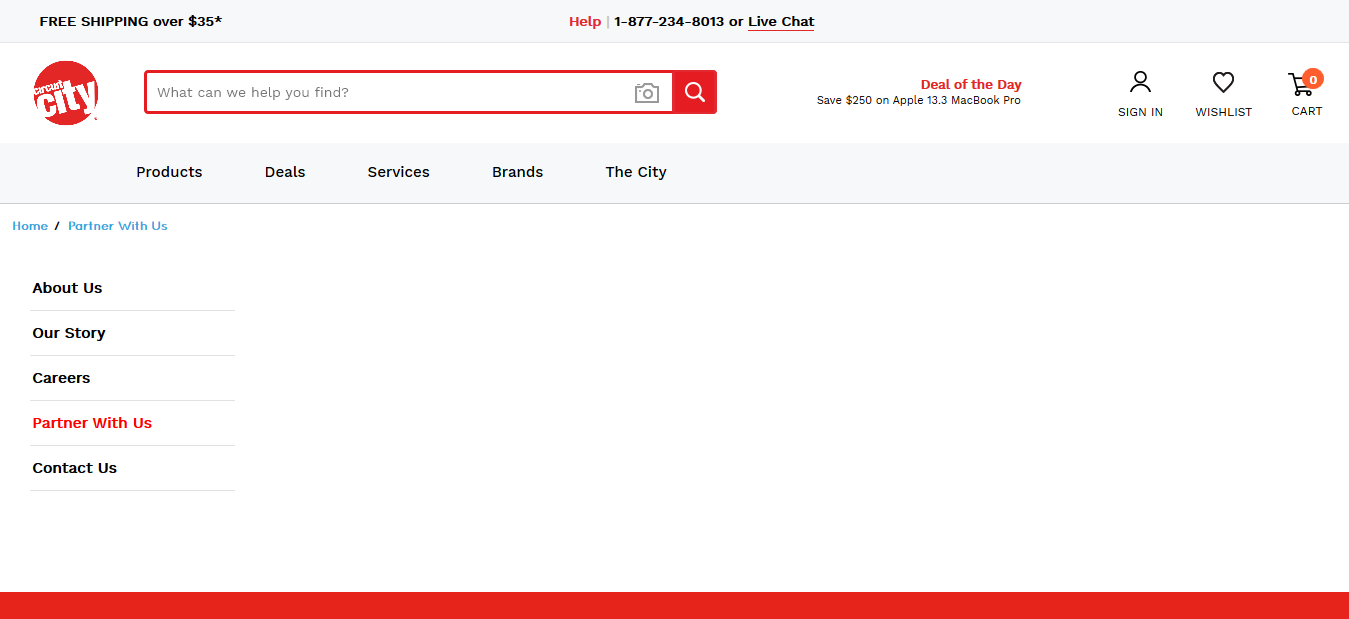 FREE SHIPPING over $35*
Help | 1-877-234-8013 or Live Chat
circuit
city
What can we help you find?
Deal of the Day
Save $250 on Apple 13.3 MacBook Pro
SIGN IN
WISHLIST
0
CART
Products
Deals
Services
Brands
The City
Home / Partner With Us
About Us
Our Story
Careers
Partner With Us
Contact Us